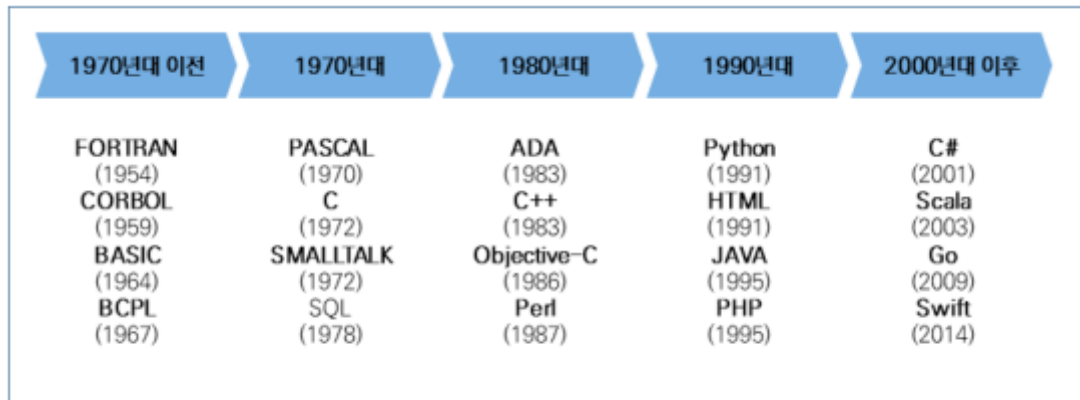 1970년대 이전
1970년대
1980년대
1990년대
2000년대 이후
FORTRAN
(1954)
CORBOL
(1959)
BASIC
(1964)
BCPL
(1967)
PASCAL
(1970)
C
(1972)
SMALLTALK
(1972)
SQL
(1978)
ADA
(1983)
C++
(1983)
Objective-C
(1986)
Perl
(1987)
Python
(1991)
HTML
(1991)
JAVA
(1995)
PHP
(1995)
C#
(2001)
Scala
(2003)
Go
(2009)
Swift
(2014)